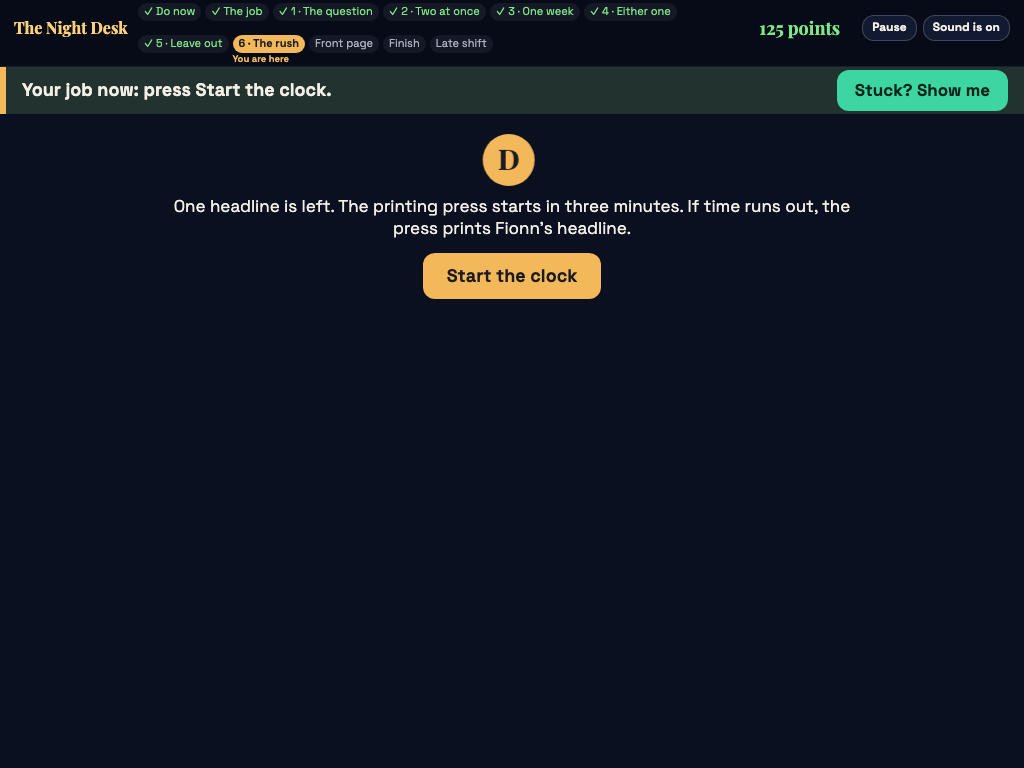 The Night Desk
✓ Do now ✓ The job ✓ 1 · The question ✓ 2 · Two at once ✓ 3 · One week ✓ 4 · Either one
✓ 5 · Leave out 6 · The rush Front page Finish Late shift
You are here
125 points
Pause
Sound is on
Your job now: press Start the clock.
Stuck? Show me
D
One headline is left. The printing press starts in three minutes. If time runs out, the
press prints Fionn's headline.
Start the clock